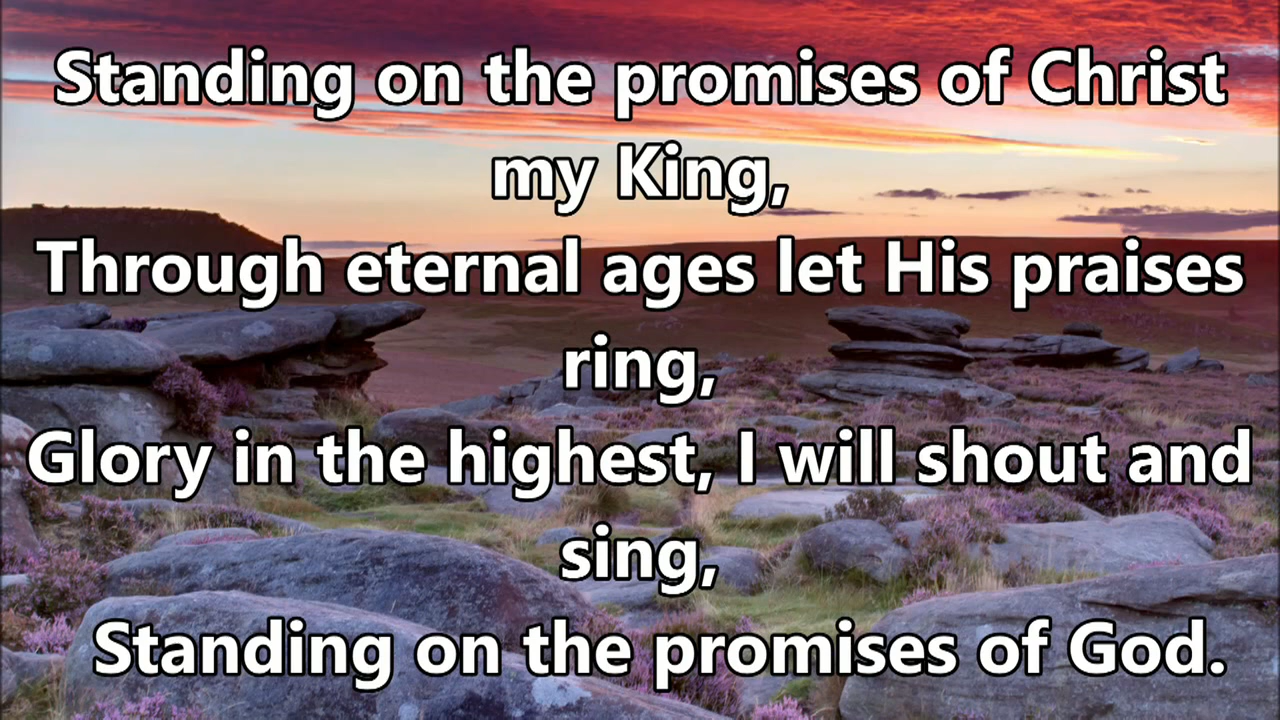 Standing on the promises of Christ
my King,
Through eternal ages let His praises
ring,
Glory in the highest, I will shout and
sing,
Standing on the promises of God.